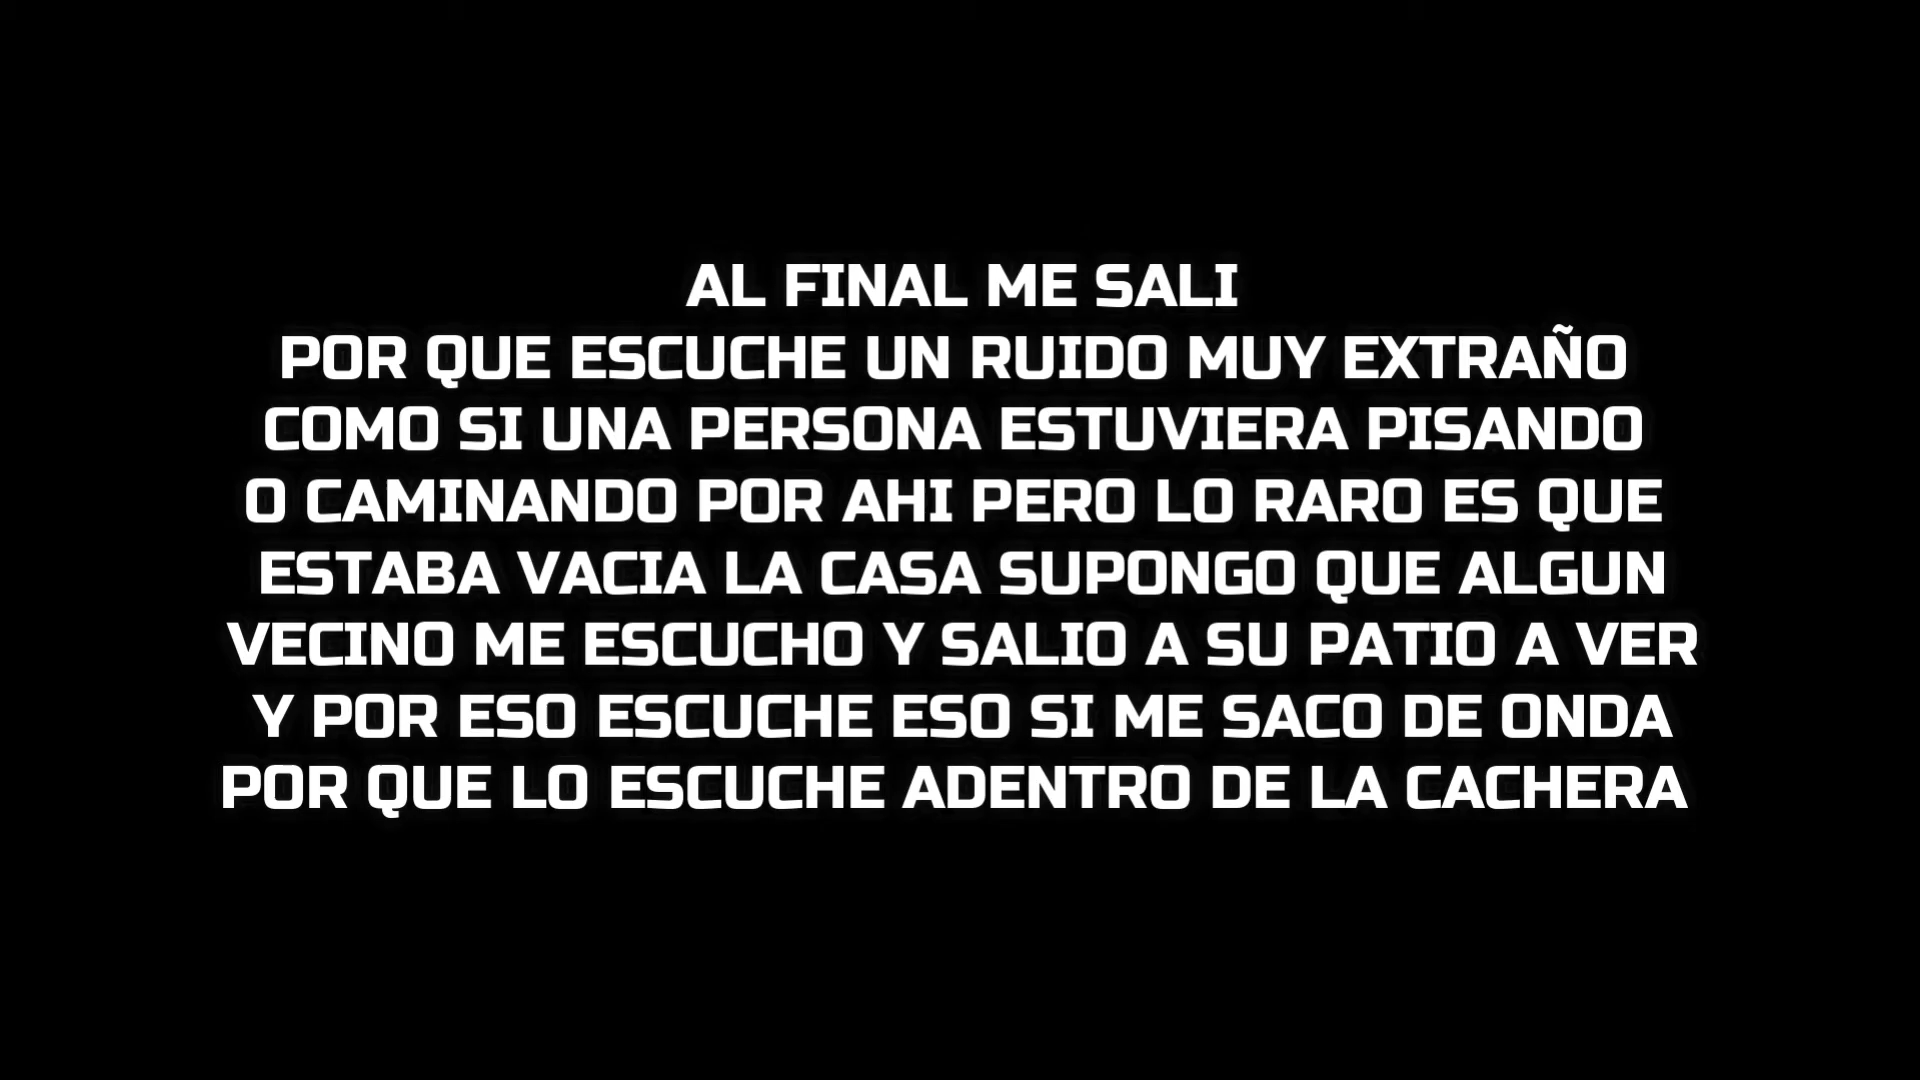 AL FINAL ME SALI
POR QUE ESCUCHE UN RUIDO MUY EXTRAÑO
COMO SI UNA PERSONA ESTUVIERA PISANDO
O CAMINANDO POR AHI PERO LO RARO ES QUE
ESTABA VACIA LA CASA SUPONGO QUE ALGUN
VECINO ME ESCUCHO Y SALIO A SU PATIO A VER
Y POR ESO ESCUCHE ESO SI ME SACO DE ONDA
POR QUE LO ESCUCHE ADENTRO DE LA CACHERA